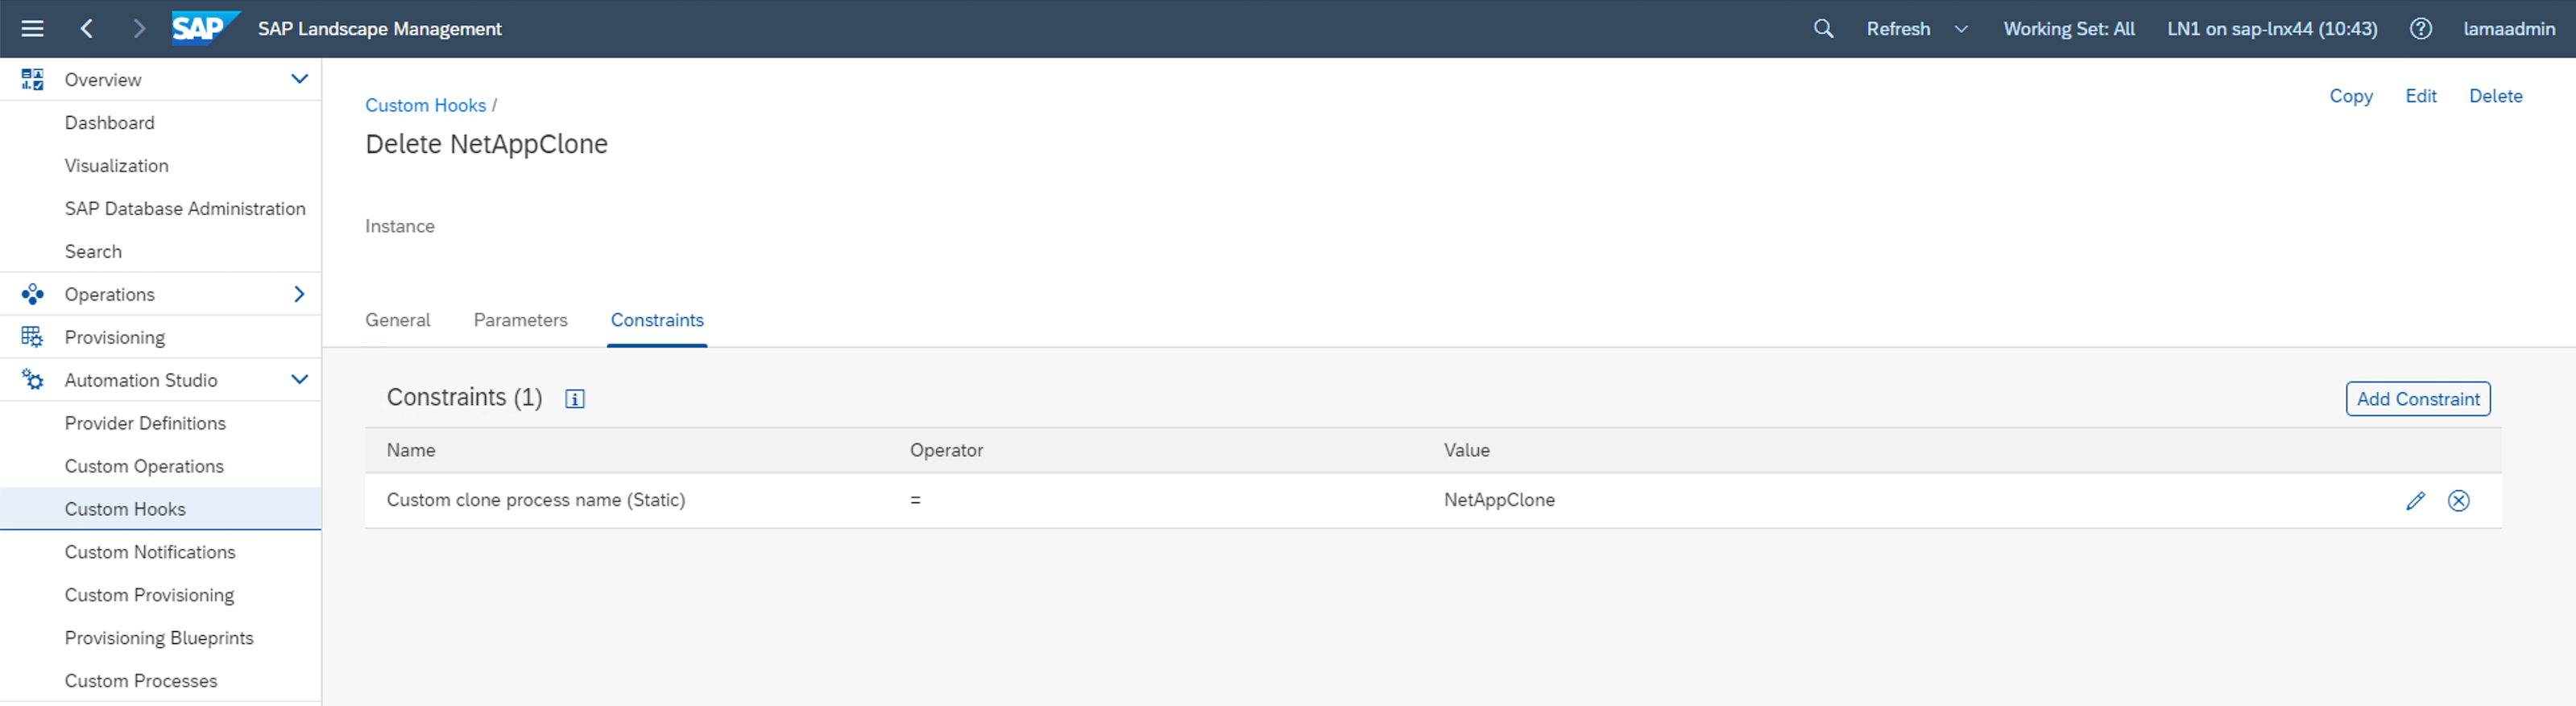 SAP SAP Landscape Management Refresh Working Set: All LN1 on sap-lnx44 (10:43) lamaadmin
Overview
Dashboard
Visualization
SAP Database Administration
Search
Operations
Provisioning
Automation Studio
Provider Definitions
Custom Operations
Custom Hooks
Custom Notifications
Custom Provisioning
Provisioning Blueprints
Custom Processes
Custom Hooks /
Copy Edit Delete
Delete NetAppClone
Instance
General Parameters Constraints
Constraints (1)
Add Constraint
Name Operator Value
Custom clone process name (Static) = NetAppClone